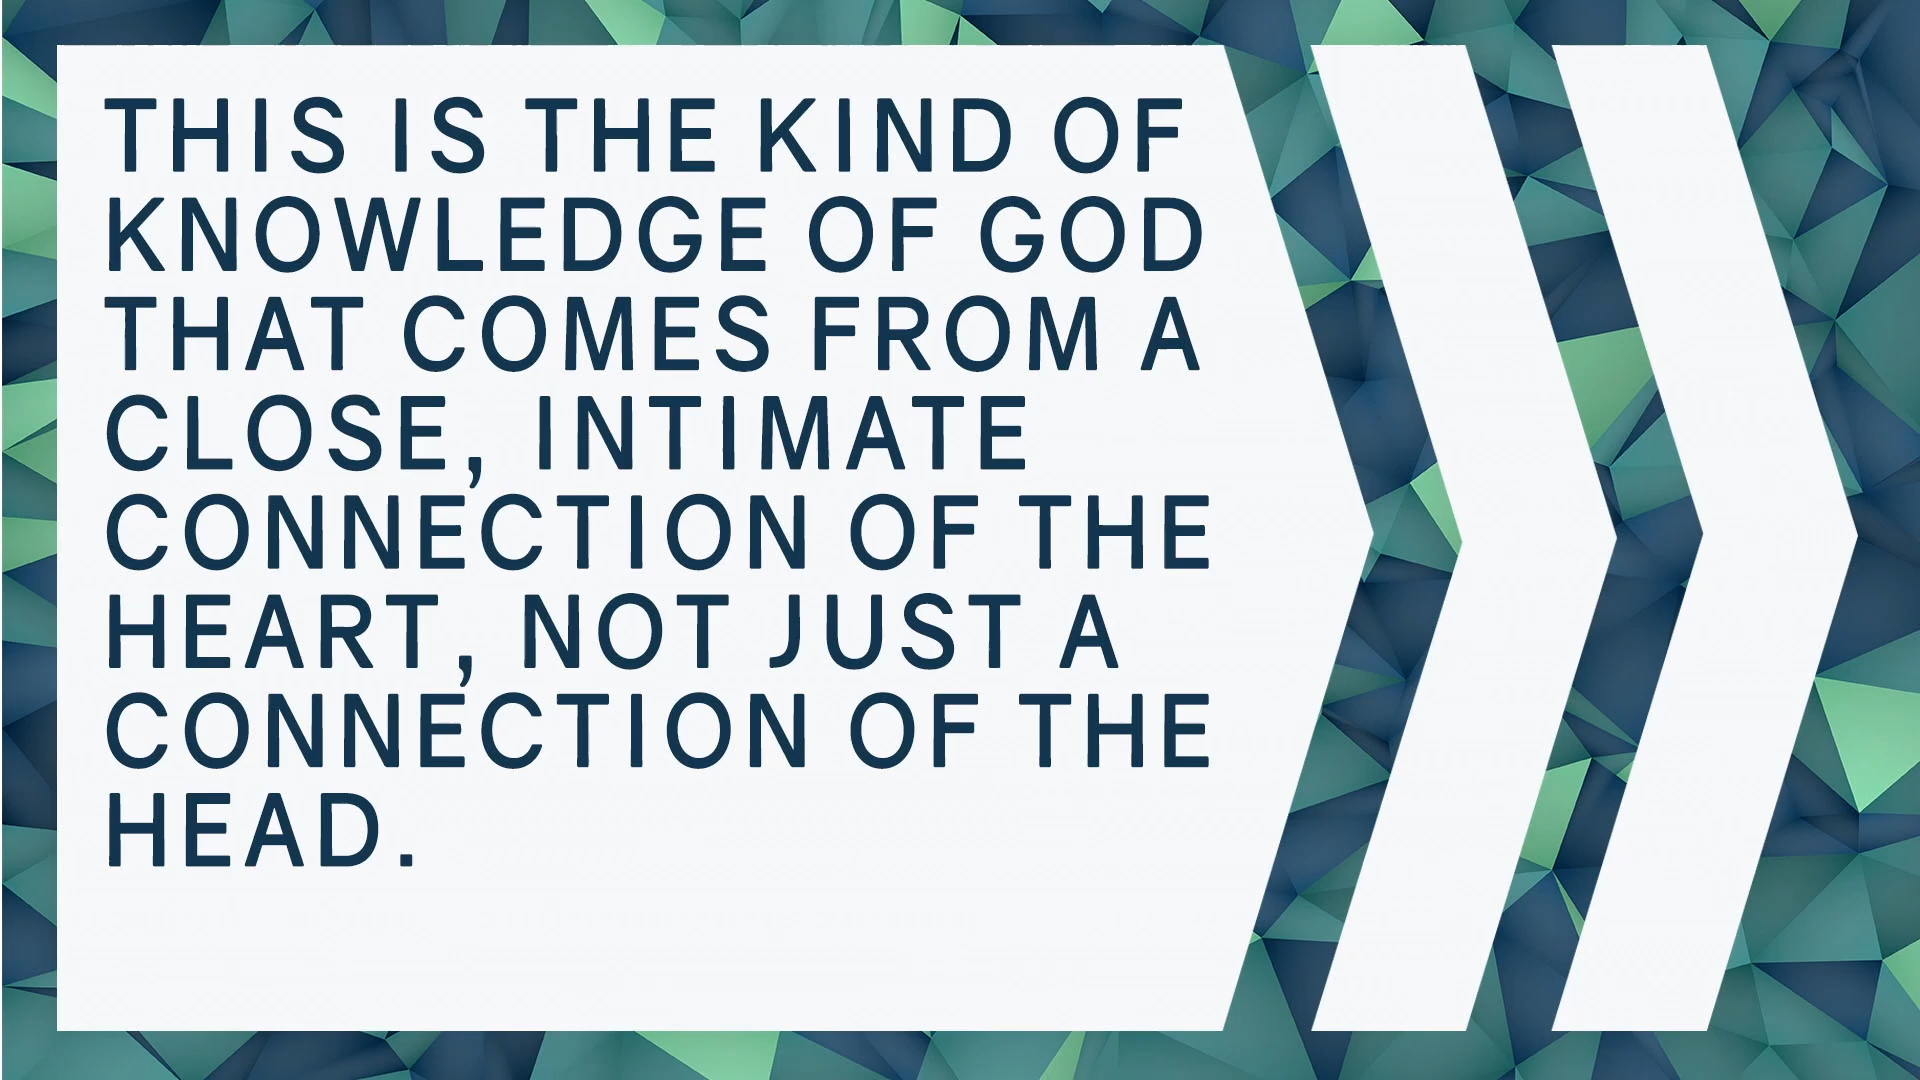 THIS IS THE KIND OF
KNOWLEDGE OF GOD
THAT COMES FROM A
CLOSE, INTIMATE
CONNECTION OF THE
HEART, NOT JUST A
CONNECTION OF THE
HEAD.